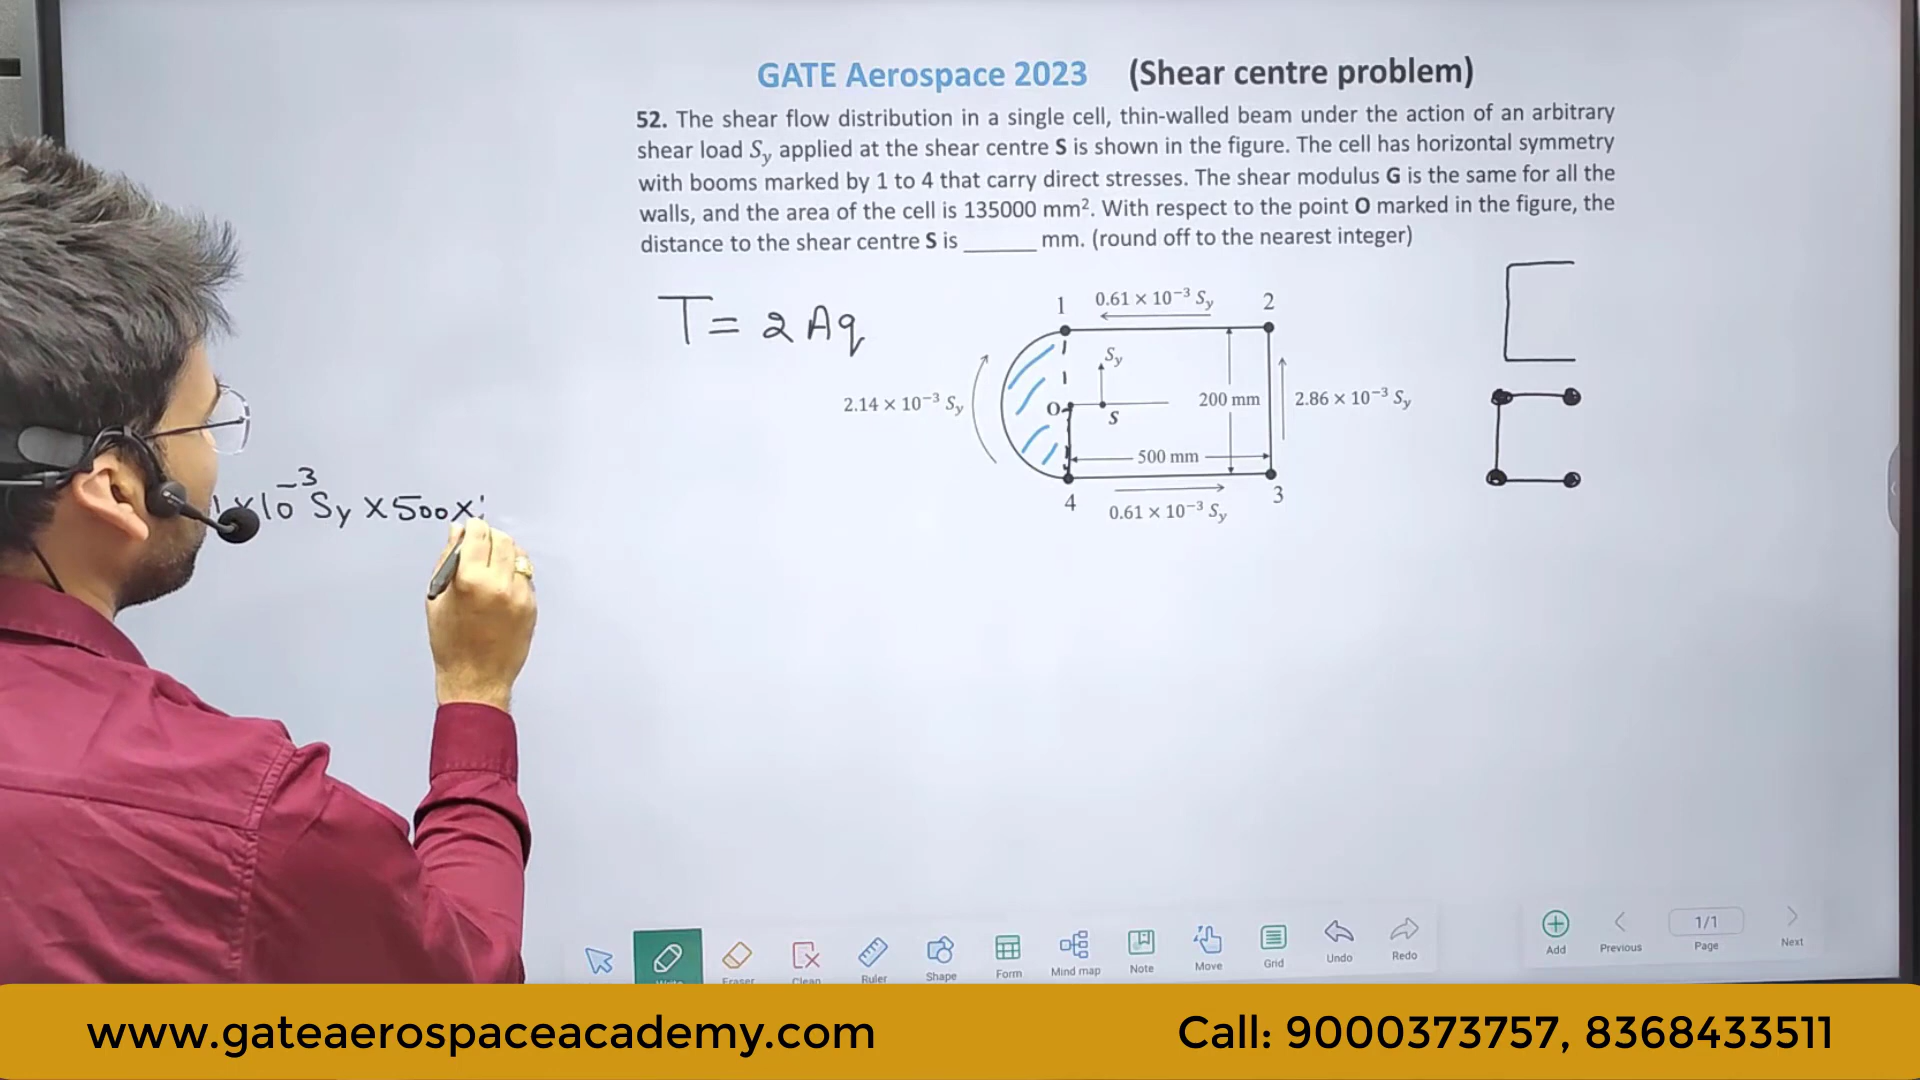 GATE Aerospace 2023 (Shear centre problem)
52. The shear flow distribution in a single cell, thin-walled beam under the action of an arbitrary
shear load Sy applied at the shear centre S is shown in the figure. The cell has horizontal symmetry
with booms marked by 1 to 4 that carry direct stresses. The shear modulus G is the same for all the
walls, and the area of the cell is 135000 mm². With respect to the point O marked in the figure, the
distance to the shear centre S is ______ mm. (round off to the nearest integer)
T = 2Aq
1 0.61 × 10⁻³ Sy 2
Sy
2.14 × 10⁻³ Sy O S 200 mm 2.86 × 10⁻³ Sy
500 mm
4 0.61 × 10⁻³ Sy 3
×10⁻³ Sy ×500×
Add Previous 1/1 Page Next
Eraser Clean Ruler Shape Form Mind map Note Move Grid Undo Redo
www.gateaerospaceacademy.com Call: 9000373757, 8368433511